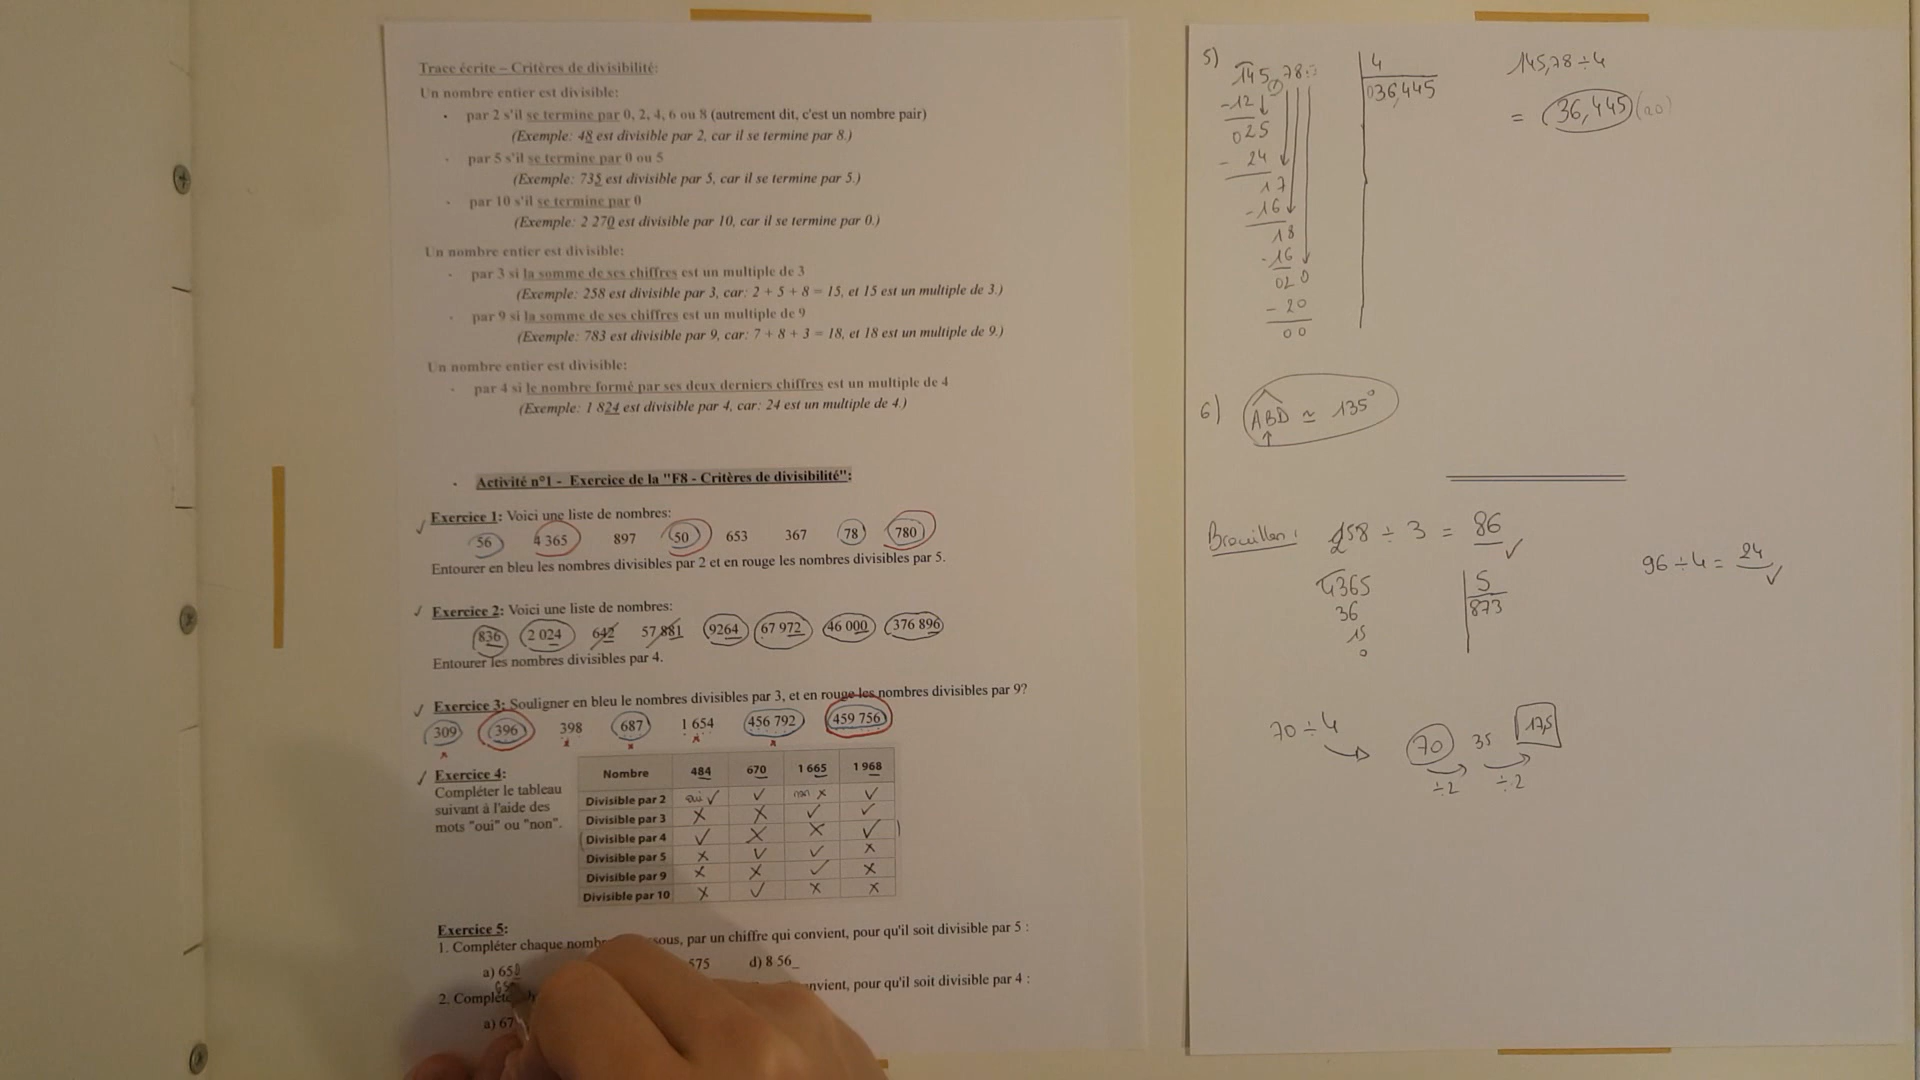 Trace écrite – Critères de divisibilité:
Un nombre entier est divisible:
- par 2 s'il se termine par 0, 2, 4, 6 ou 8 (autrement dit, c'est un nombre pair)
(Exemple: 48 est divisible par 2, car il se termine par 8.)
- par 5 s'il se termine par 0 ou 5
(Exemple: 735 est divisible par 5, car il se termine par 5.)
- par 10 s'il se termine par 0
(Exemple: 2 270 est divisible par 10, car il se termine par 0.)
Un nombre entier est divisible:
- par 3 si la somme de ses chiffres est un multiple de 3
(Exemple: 258 est divisible par 3, car: 2 + 5 + 8 = 15, et 15 est un multiple de 3.)
- par 9 si la somme de ses chiffres est un multiple de 9
(Exemple: 783 est divisible par 9, car: 7 + 8 + 3 = 18, et 18 est un multiple de 9.)
Un nombre entier est divisible:
- par 4 si le nombre formé par ses deux derniers chiffres est un multiple de 4
(Exemple: 1 824 est divisible par 4, car: 24 est un multiple de 4.)
- Activité n°1 - Exercice de la "F8 - Critères de divisibilité":
Exercice 1: Voici une liste de nombres:
56 4 365 897 50 653 367 78 780
Entourer en bleu les nombres divisibles par 2 et en rouge les nombres divisibles par 5.
Exercice 2: Voici une liste de nombres:
836 2 024 642 57 881 9264 67 972 46 000 376 896
Entourer les nombres divisibles par 4.
Exercice 3: Souligner en bleu le nombres divisibles par 3, et en rouge les nombres divisibles par 9?
309 396 398 687 1 654 456 792 459 756
Exercice 4:
Compléter le tableau
suivant à l'aide des
mots "oui" ou "non".
Nombre 484 670 1 665 1 968
Divisible par 2 oui ✓ ✓ non x ✓
Divisible par 3 x x ✓ ✓
Divisible par 4 ✓ x x ✓
Divisible par 5 x ✓ ✓ x
Divisible par 9 x x ✓ x
Divisible par 10 x ✓ x x
Exercice 5:
1. Compléter chaque sous, par un chiffre qui convient, pour qu'il soit divisible par 5 :
a) 650 575 d) 8 56_
2. pour qu'il soit divisible par 4 :
a) 67
5) 145,78 4
-12 036,445
025
- 24
17
-16
18
-16
020
- 20
00
145,78 ÷ 4
= 36,445
6) ABD ≃ 135°
Brouillon: 258 ÷ 3 = 86 ✓
4365 5
36 873
15
0
96 ÷ 4 = 24 ✓
70 ÷ 4
70 35 17,5
÷2 ÷2